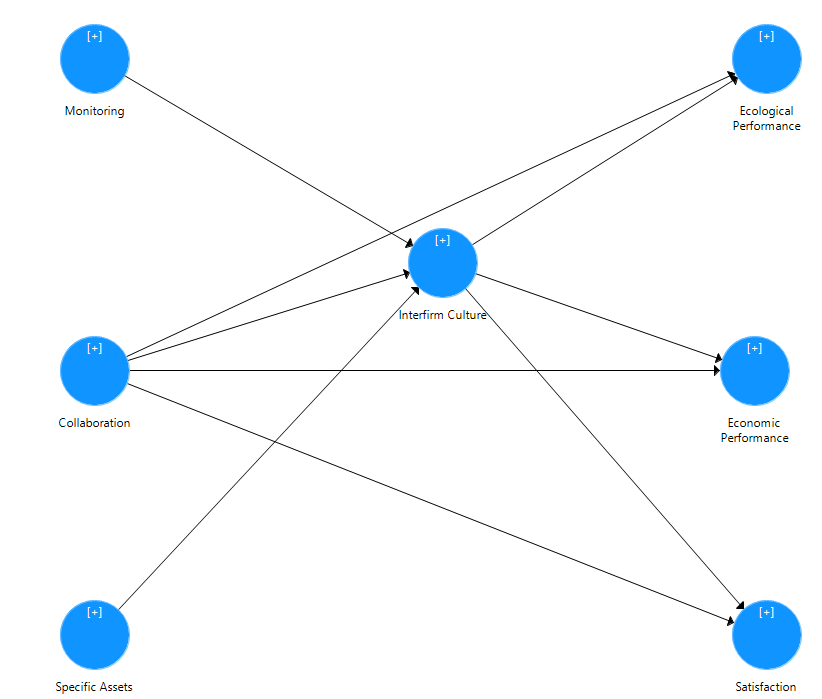 [+]
Monitoring
[+]
Ecological
Performance
[+]
Interfirm Culture
[+]
Collaboration
[+]
Economic
Performance
[+]
Specific Assets
[+]
Satisfaction